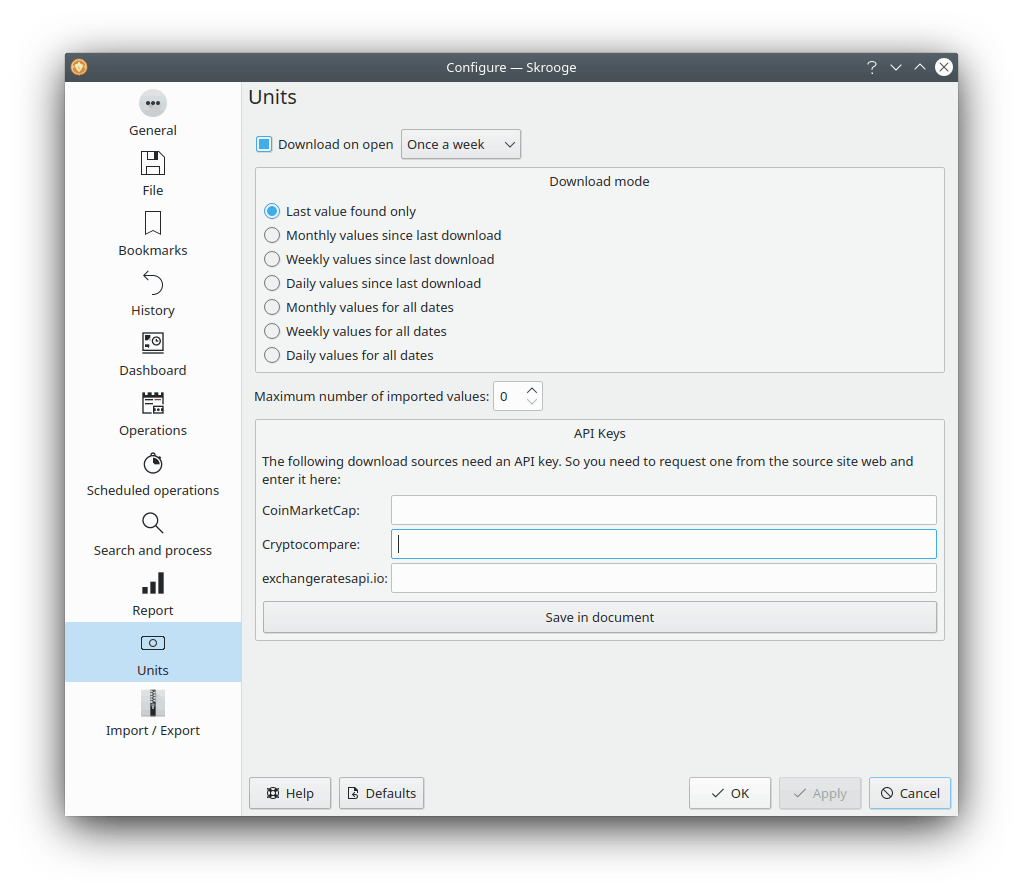 Configure — Skrooge
?
General
File
Bookmarks
History
Dashboard
Operations
Scheduled operations
Search and process
Report
Units
Import / Export
Units
Download on open Once a week
Download mode
Last value found only
Monthly values since last download
Weekly values since last download
Daily values since last download
Monthly values for all dates
Weekly values for all dates
Daily values for all dates
Maximum number of imported values: 0
API Keys
The following download sources need an API key. So you need to request one from the source site web and
enter it here:
CoinMarketCap:
Cryptocompare:
exchangeratesapi.io:
Save in document
Help Defaults OK Apply Cancel